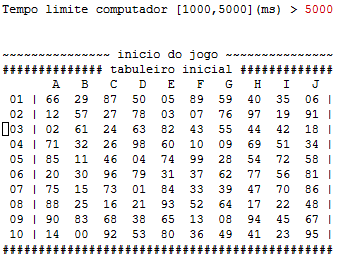 Tempo limite computador [1000,5000](ms) > 5000
~~~~~~~~~~~~~~~ inicio do jogo ~~~~~~~~~~~~~~~
############## tabuleiro inicial #############
A B C D E F G H I J
01 | 66 29 87 50 05 89 59 40 35 06 |
02 | 12 57 27 78 03 07 76 97 19 91 |
03 | 02 61 24 63 82 43 55 44 42 18 |
04 | 71 32 26 98 60 10 09 69 51 34 |
05 | 85 11 46 04 74 99 28 54 72 58 |
06 | 20 30 96 79 31 37 62 77 56 81 |
07 | 75 15 73 01 84 33 39 47 70 86 |
08 | 88 25 16 21 93 52 64 17 22 48 |
09 | 90 83 68 38 65 13 08 94 45 67 |
10 | 14 00 92 53 80 36 49 41 23 95 |
##############################################